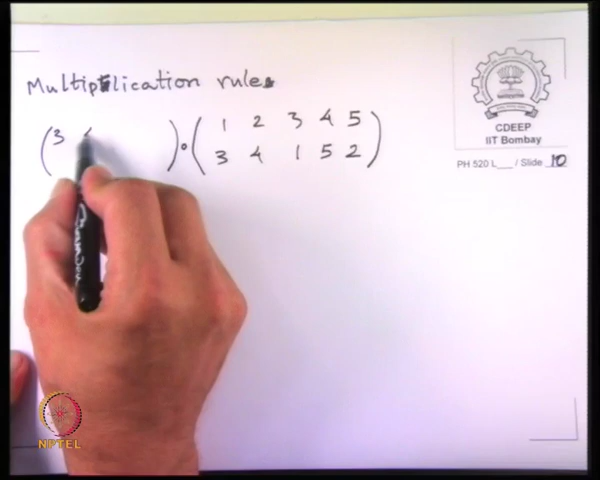 Multiplication rule
(3 ) ∘ ( 1 2 3 4 5 )
3 4 1 5 2
CDEEP
IIT Bombay
PH 520 L___ / Slide 10
NPTEL